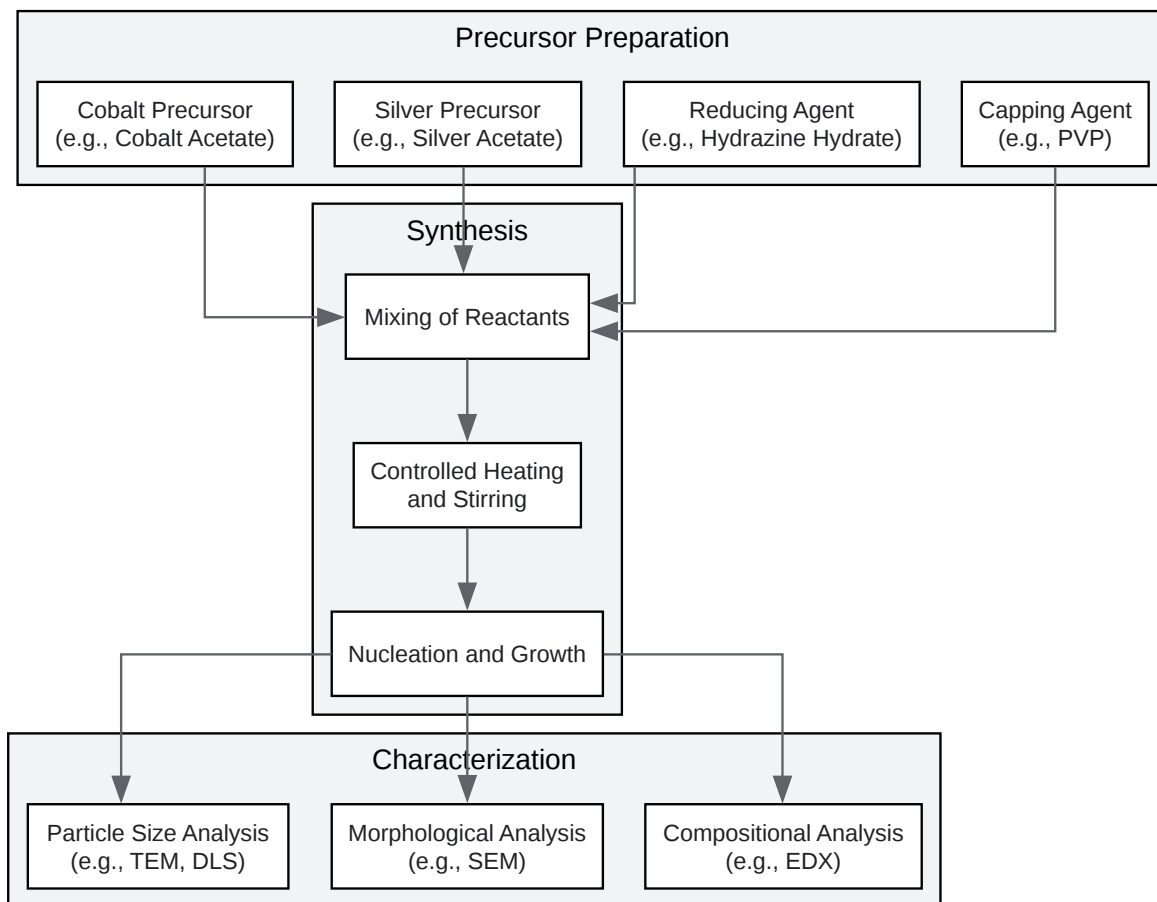 Precursor Preparation
Cobalt Precursor
(e.g., Cobalt Acetate)
Silver Precursor
(e.g., Silver Acetate)
Reducing Agent
(e.g., Hydrazine Hydrate)
Capping Agent
(e.g., PVP)
Synthesis
Mixing of Reactants
Controlled Heating
and Stirring
Nucleation and Growth
Characterization
Particle Size Analysis
(e.g., TEM, DLS)
Morphological Analysis
(e.g., SEM)
Compositional Analysis
(e.g., EDX)